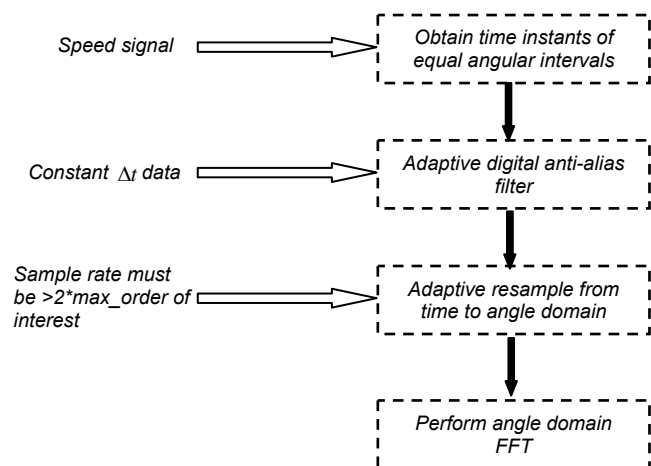 Speed signal
Obtain time instants of
equal angular intervals
Constant Δt data
Adaptive digital anti-alias
filter
Sample rate must
be >2*max_order of
interest
Adaptive resample from
time to angle domain
Perform angle domain
FFT